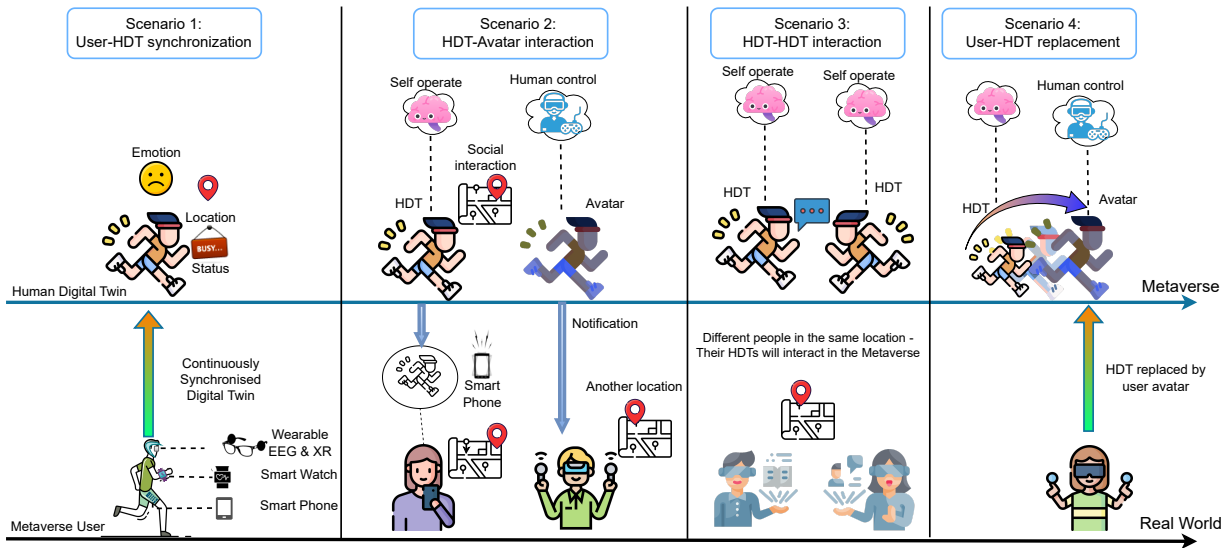 Scenario 1:
User-HDT synchronization
Emotion
Location
BUSY...
Status
Human Digital Twin
Continuously
Synchronised
Digital Twin
Wearable
EEG & XR
Smart Watch
Smart Phone
Metaverse User
Scenario 2:
HDT-Avatar interaction
Self operate
Human control
Social
interaction
HDT
Avatar
Notification
Smart
Phone
Another location
Scenario 3:
HDT-HDT interaction
Self operate
Self operate
HDT
HDT
Different people in the same location -
Their HDTs will interact in the Metaverse
Scenario 4:
User-HDT replacement
Human control
HDT
Avatar
Metaverse
HDT replaced by
user avatar
Real World